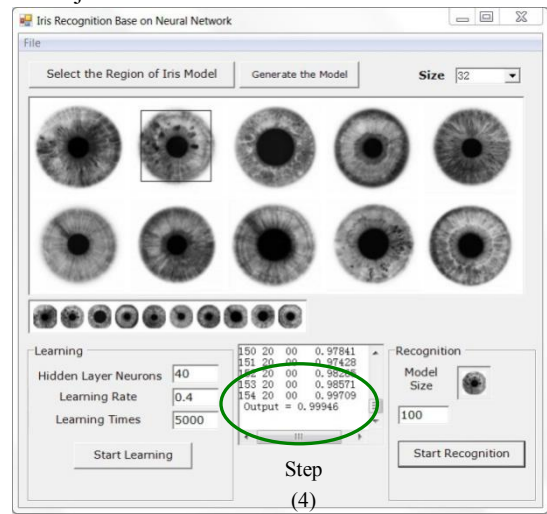 Iris Recognition Base on Neural Network
File
Select the Region of Iris Model
Generate the Model
Size 32
Learning
Hidden Layer Neurons 40
Learning Rate 0.4
Learning Times 5000
Start Learning
150 20 00 0.97841
151 20 00 0.97428
152 20 00
153 20 00 0.98571
154 20 00 0.99709
Output = 0.99946
Recognition
Model
Size
100
Start Recognition
Step
(4)